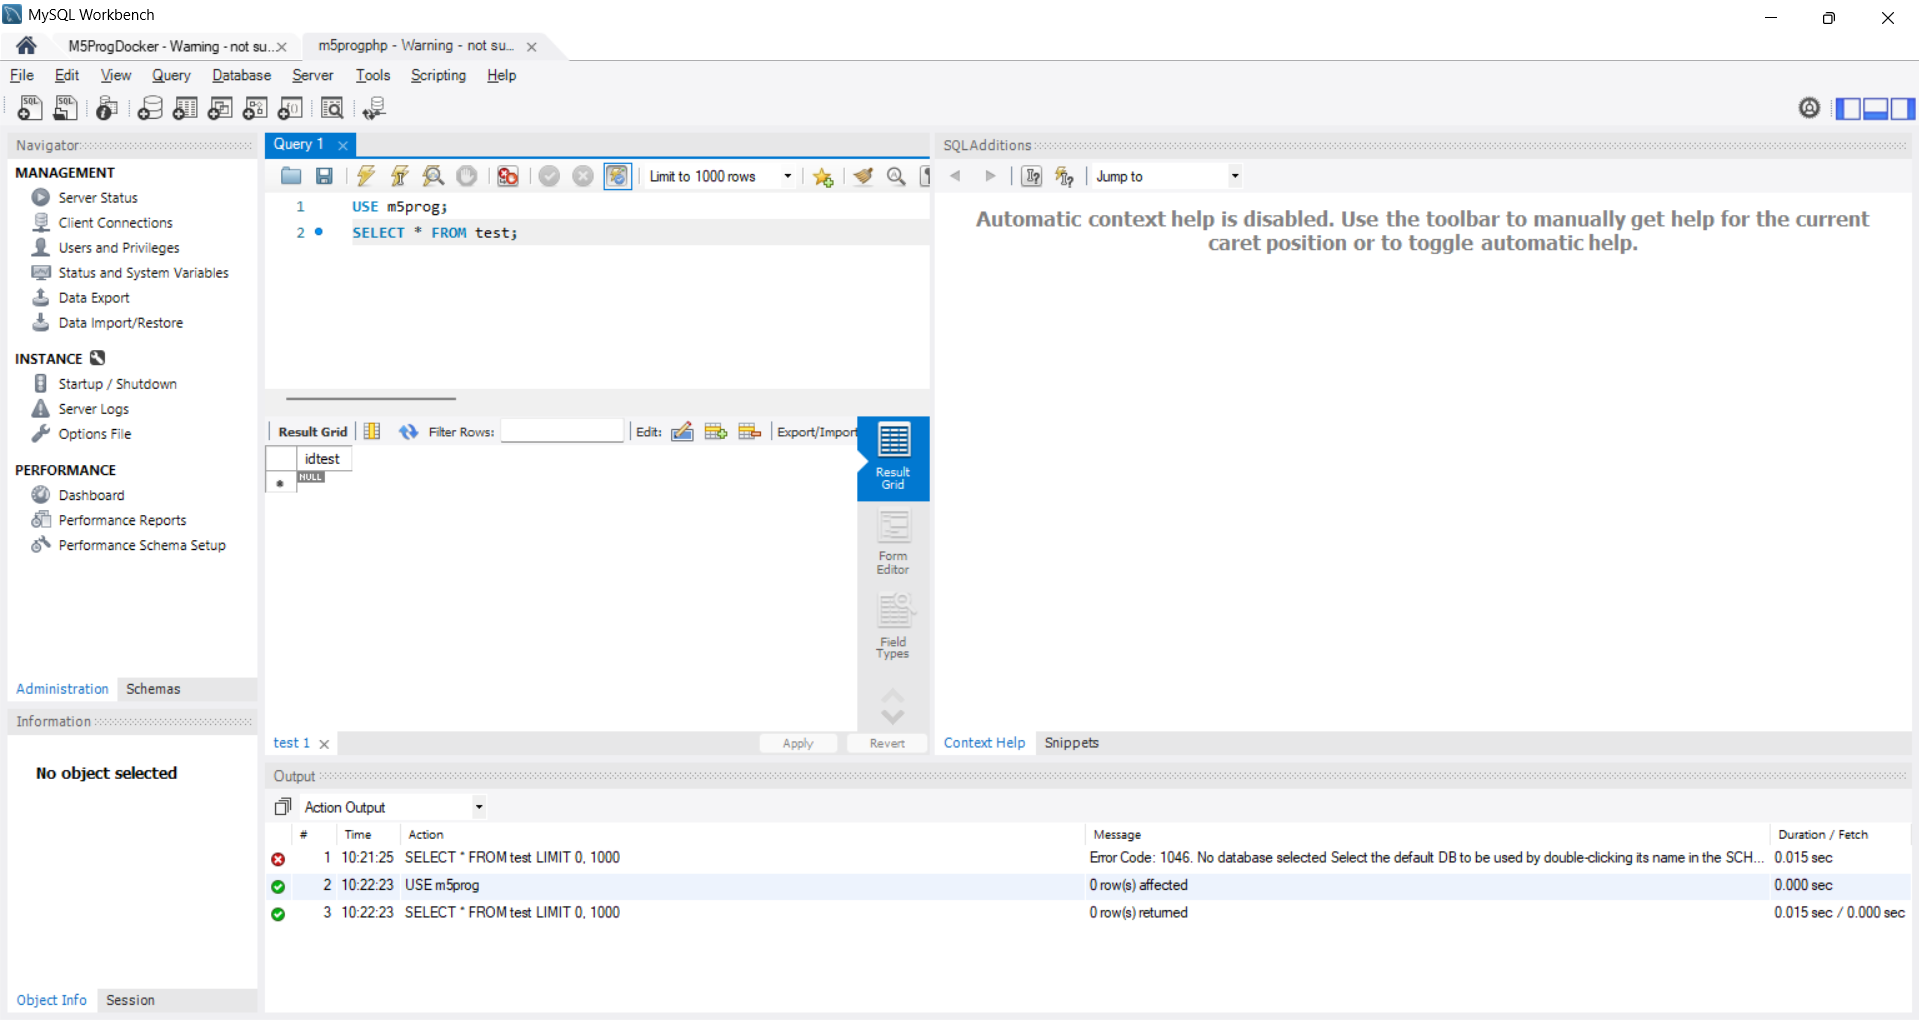 MySQL Workbench
M5ProgDocker - Warning - not su...
m5progphp - Warning - not su...
File Edit View Query Database Server Tools Scripting Help
Navigator
MANAGEMENT
Server Status
Client Connections
Users and Privileges
Status and System Variables
Data Export
Data Import/Restore
INSTANCE
Startup / Shutdown
Server Logs
Options File
PERFORMANCE
Dashboard
Performance Reports
Performance Schema Setup
Administration Schemas
Information
No object selected
Object Info Session
Query 1
Limit to 1000 rows
1 USE m5prog;
2 SELECT * FROM test;
Result Grid Filter Rows: Edit: Export/Import
idtest
NULL
Result
Grid
Form
Editor
Field
Types
test 1 Apply Revert
SQLAdditions
Jump to
Automatic context help is disabled. Use the toolbar to manually get help for the current
caret position or to toggle automatic help.
Context Help Snippets
Output
Action Output
# Time Action Message Duration / Fetch
1 10:21:25 SELECT * FROM test LIMIT 0, 1000 Error Code: 1046. No database selected Select the default DB to be used by double-clicking its name in the SCH... 0.015 sec
2 10:22:23 USE m5prog 0 row(s) affected 0.000 sec
3 10:22:23 SELECT * FROM test LIMIT 0, 1000 0 row(s) returned 0.015 sec / 0.000 sec